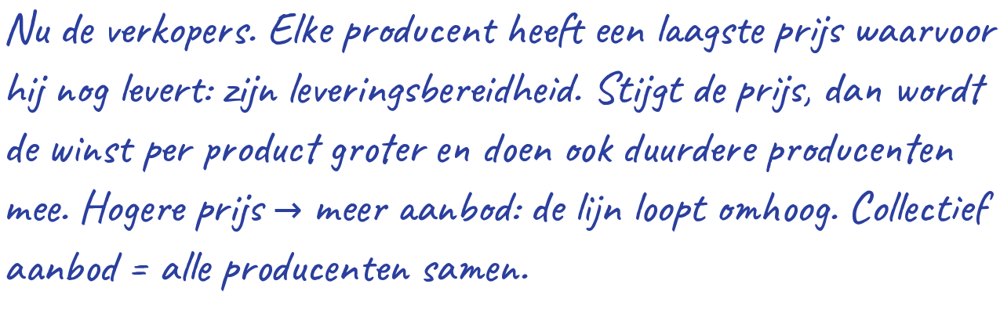 Nu de verkopers. Elke producent heeft een laagste prijs waarvoor
hij nog levert: zijn leveringsbereidheid. Stijgt de prijs, dan wordt
de winst per product groter en doen ook duurdere producenten
mee. Hogere prijs → meer aanbod: de lijn loopt omhoog. Collectief
aanbod = alle producenten samen.